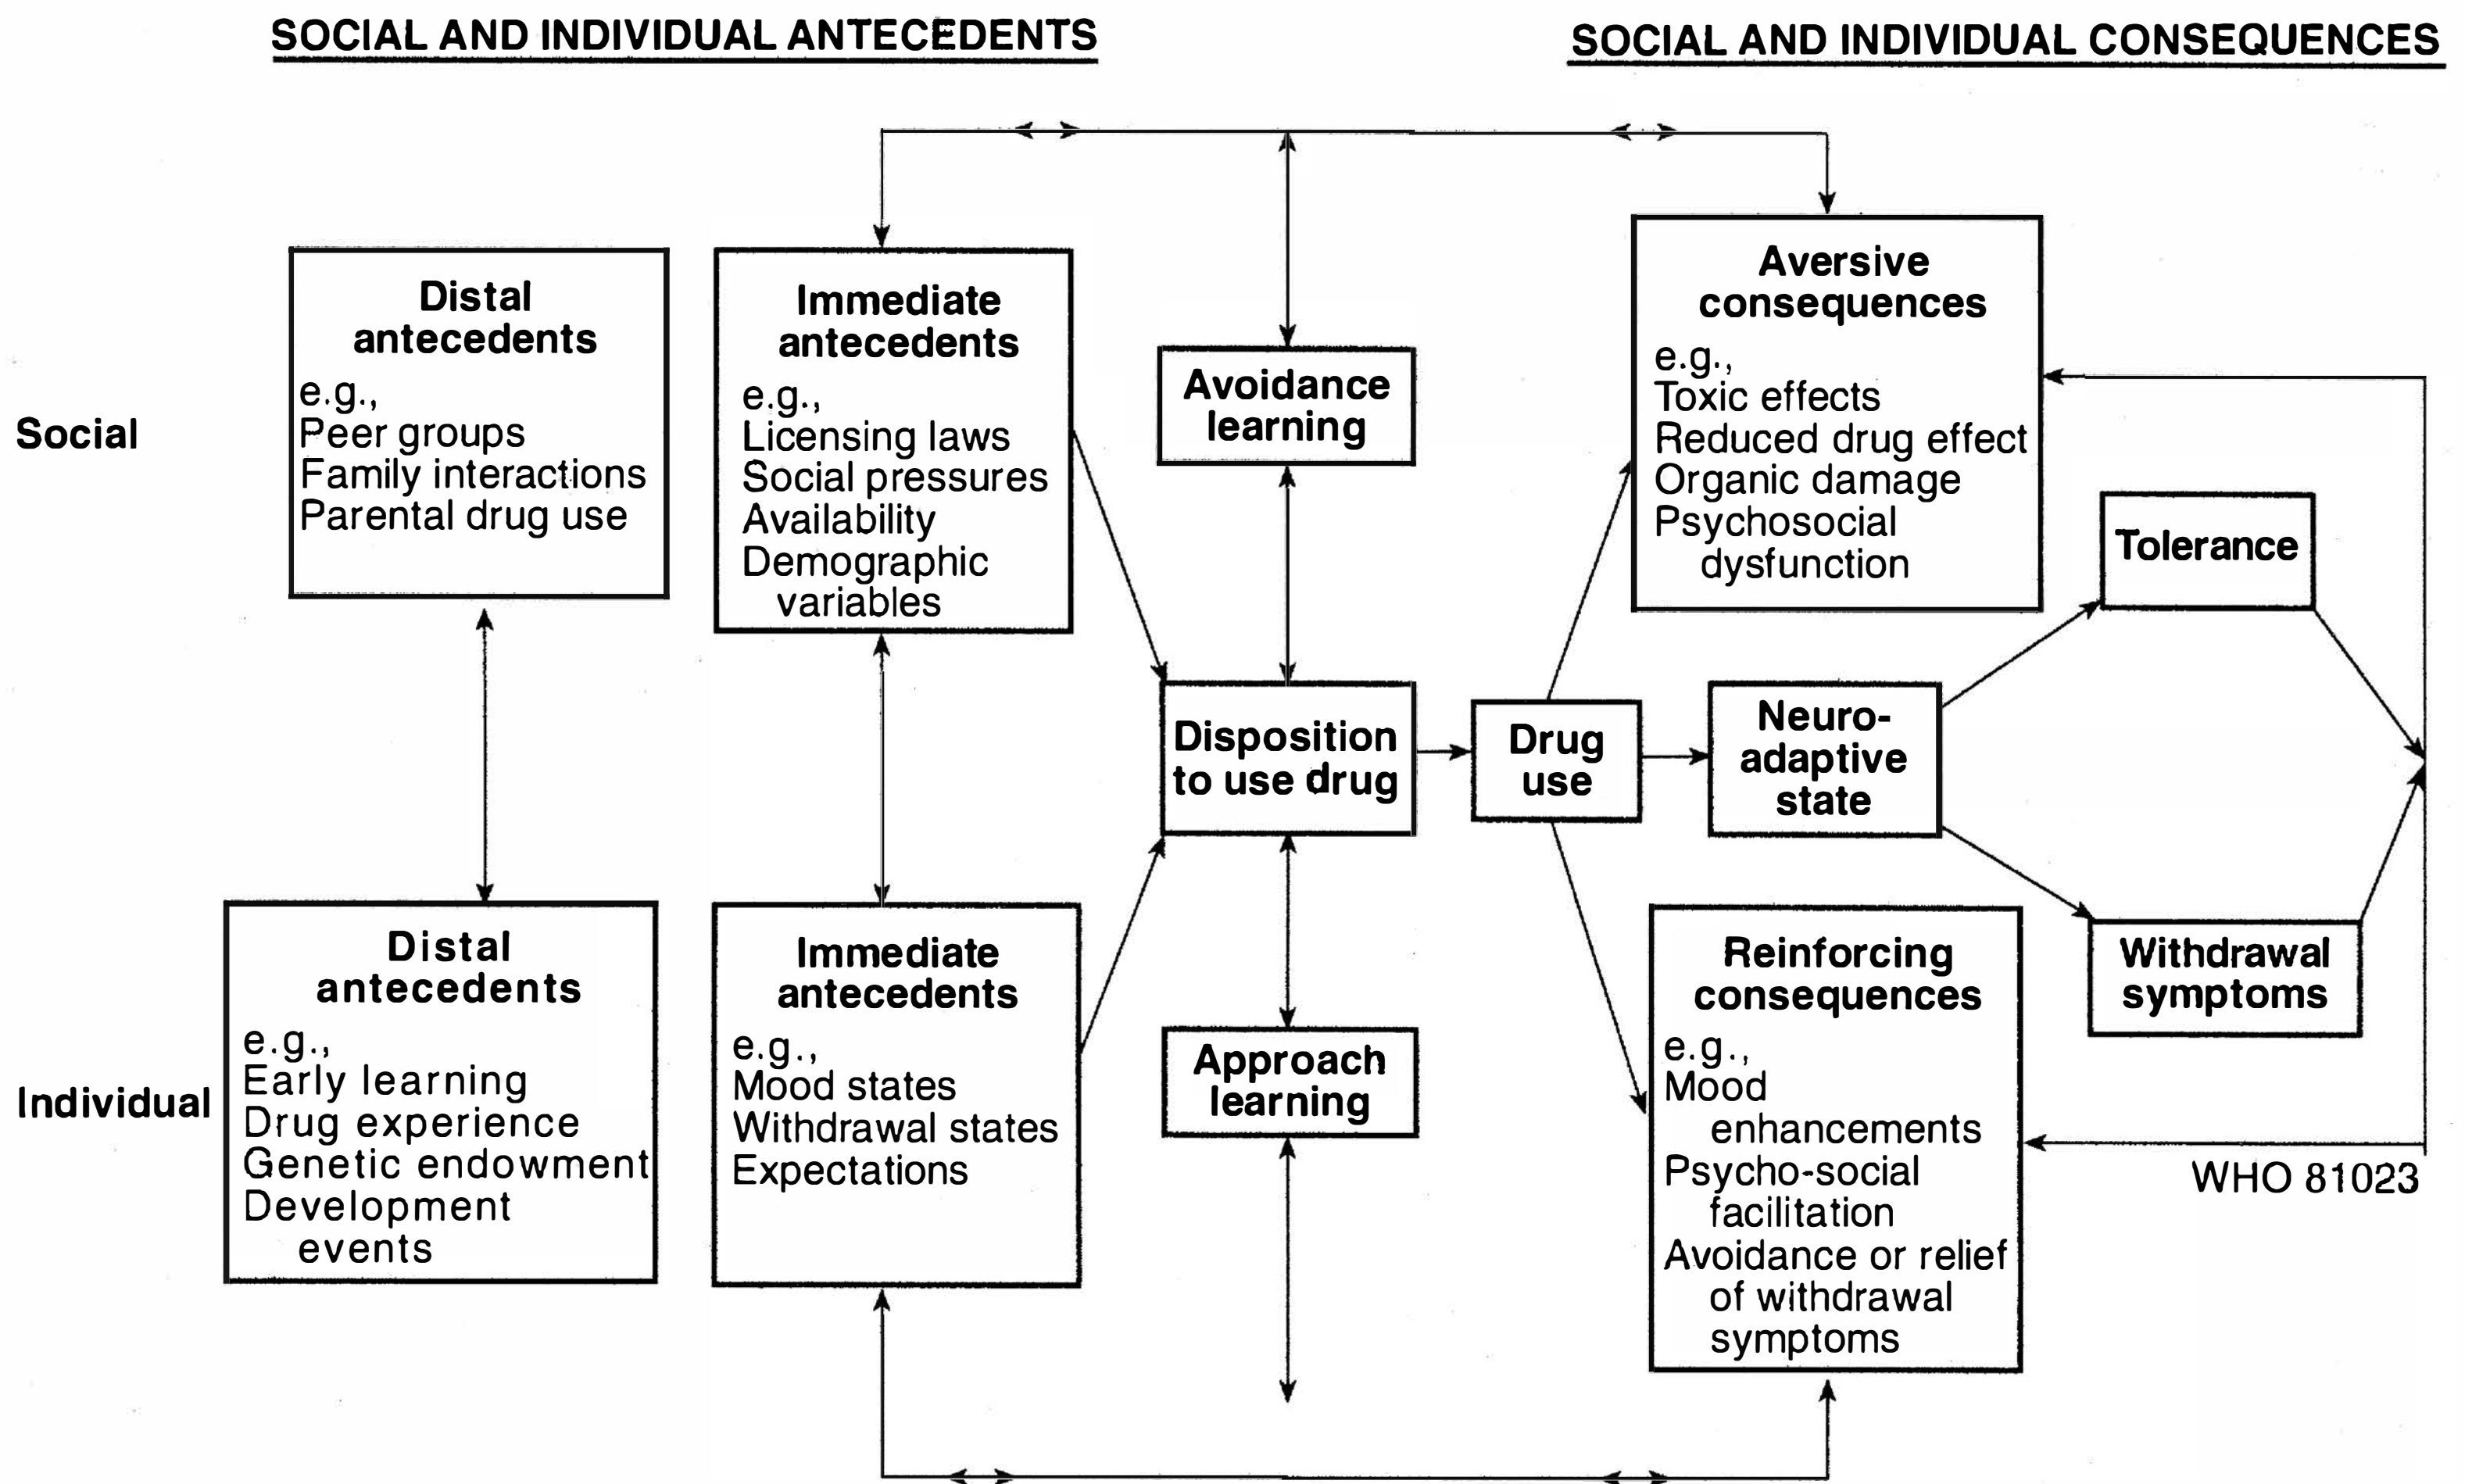 SOCIAL AND INDIVIDUAL ANTECEDENTS
SOCIAL AND INDIVIDUAL CONSEQUENCES
Social
Distal
antecedents
e.g.,
Peer groups
Family interactions
Parental drug use
Immediate
antecedents
e.g.,
Licensing laws
Social pressures
Availability
Demographic
variables
Avoidance
learning
Aversive
consequences
e.g.,
Toxic effects
Reduced drug effect
Organic damage
Psychosocial
dysfunction
Tolerance
Disposition
to use drug
Drug
use
Neuro-
adaptive
state
Individual
Distal
antecedents
e.g.,
Early learning
Drug experience
Genetic endowment
Development
events
Immediate
antecedents
e.g.,
Mood states
Withdrawal states
Expectations
Approach
learning
Reinforcing
consequences
e.g.,
Mood
enhancements
Psycho-social
facilitation
Avoidance or relief
of withdrawal
symptoms
Withdrawal
symptoms
WHO 81023